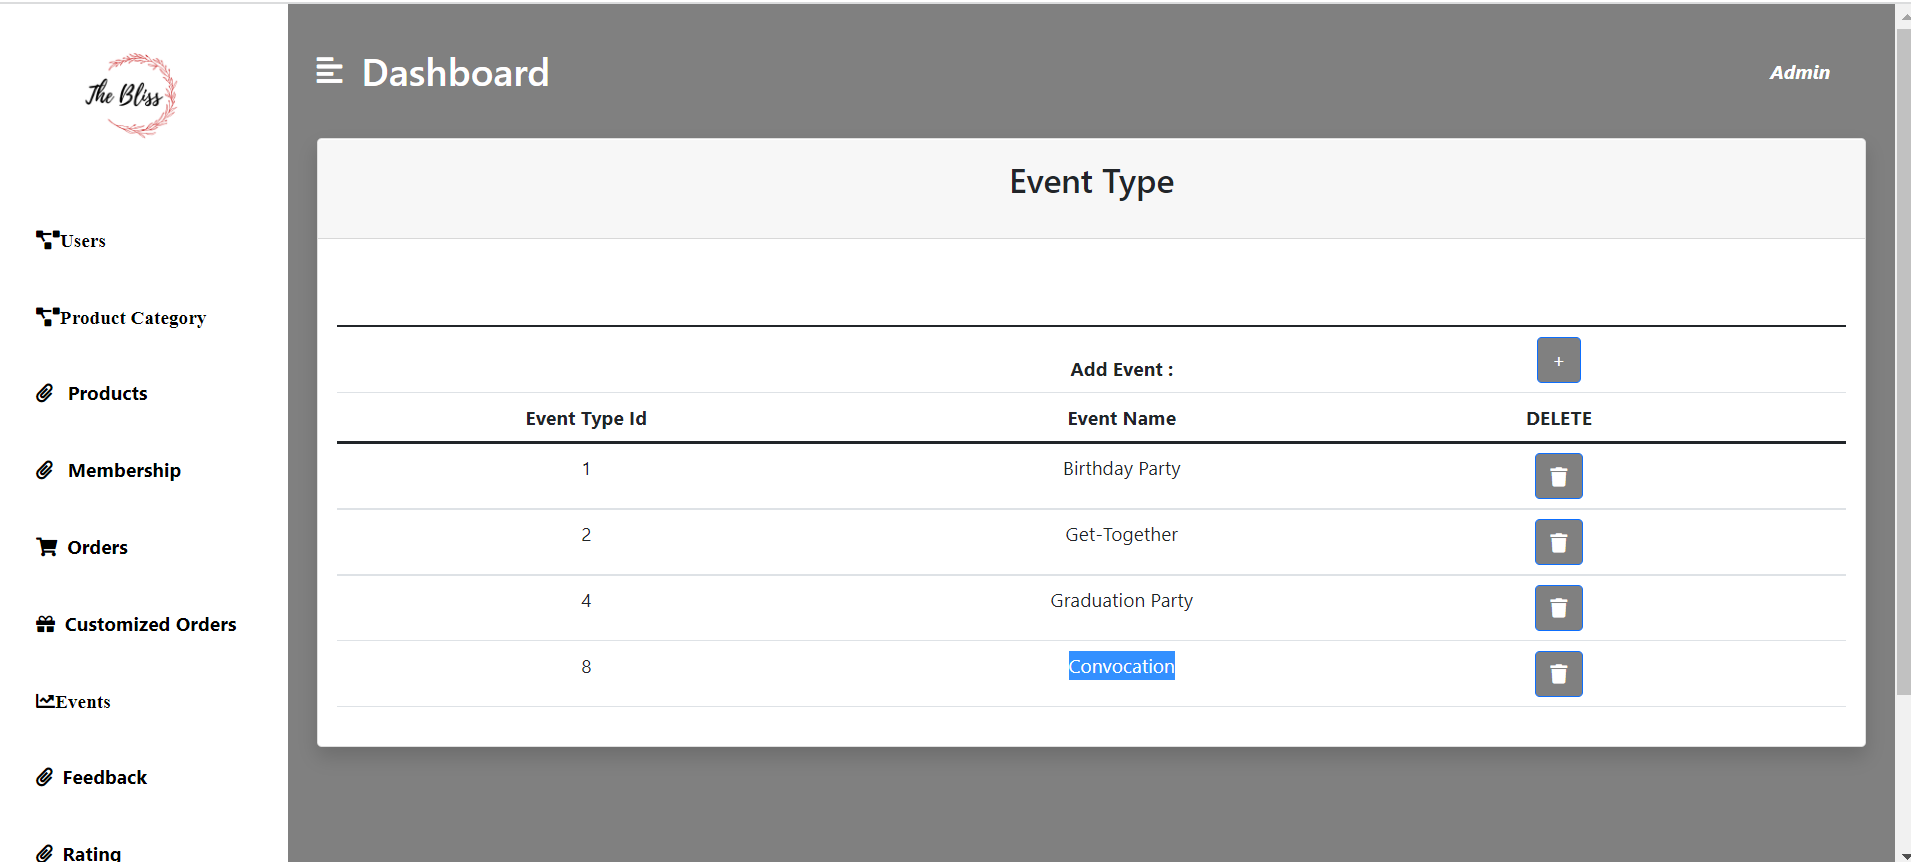 The Bliss
Users
Product Category
Products
Membership
Orders
Customized Orders
Events
Feedback
Rating
Dashboard
Admin
Event Type
Add Event : +
Event Type Id Event Name DELETE
1 Birthday Party
2 Get-Together
4 Graduation Party
8 Convocation